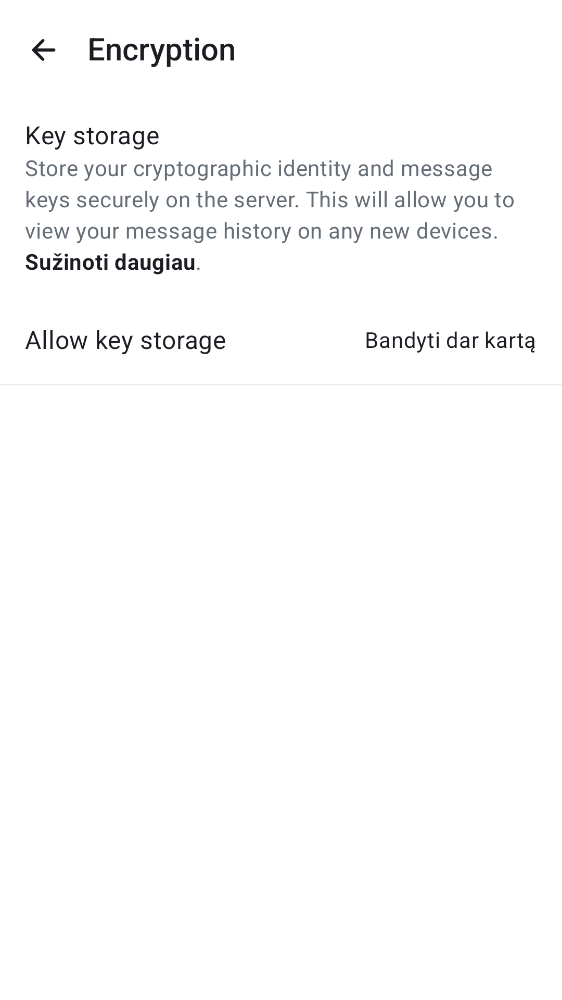 Encryption
Key storage
Store your cryptographic identity and message
keys securely on the server. This will allow you to
view your message history on any new devices.
Sužinoti daugiau.
Allow key storage
Bandyti dar kartą